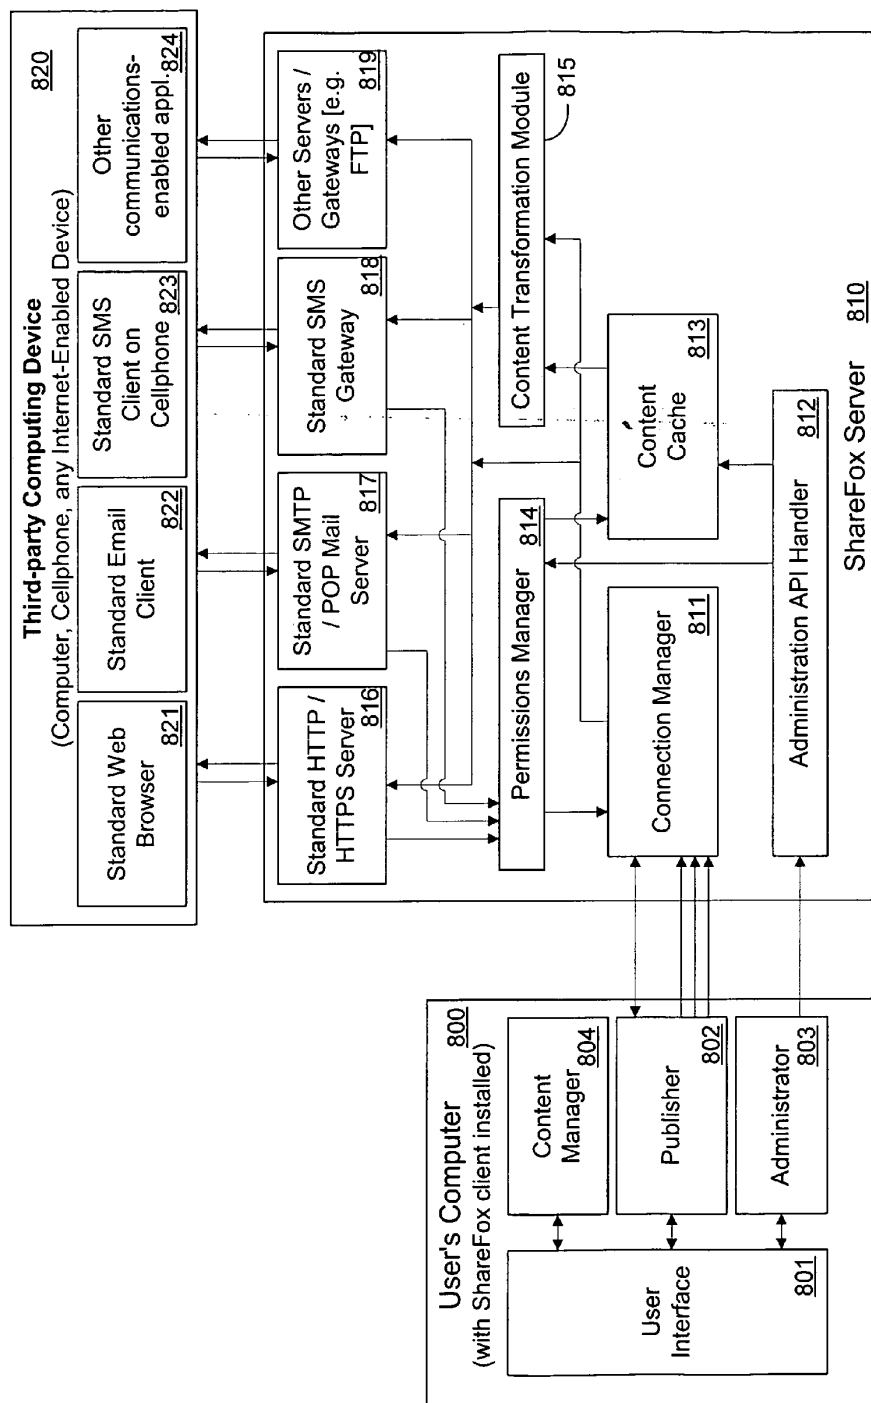 Third-party Computing Device
(Computer, Cellphone, any Internet-Enabled Device)
820
Standard Web
Browser
821
Standard Email
Client
822
Standard SMS
Client on
Cellphone
823
Other
communications-
enabled appl.
824
Standard HTTP /
HTTPS Server
816
Standard SMTP
/ POP Mail
Server
817
Standard SMS
Gateway
818
Other Servers /
Gateways [e.g.
FTP]
819
Permissions Manager
814
Content Transformation Module
815
Connection Manager
811
Content
Cache
813
Administration API Handler
812
ShareFox Server
810
User's Computer
(with ShareFox client installed)
800
User
Interface
801
Content
Manager
804
Publisher
802
Administrator
803